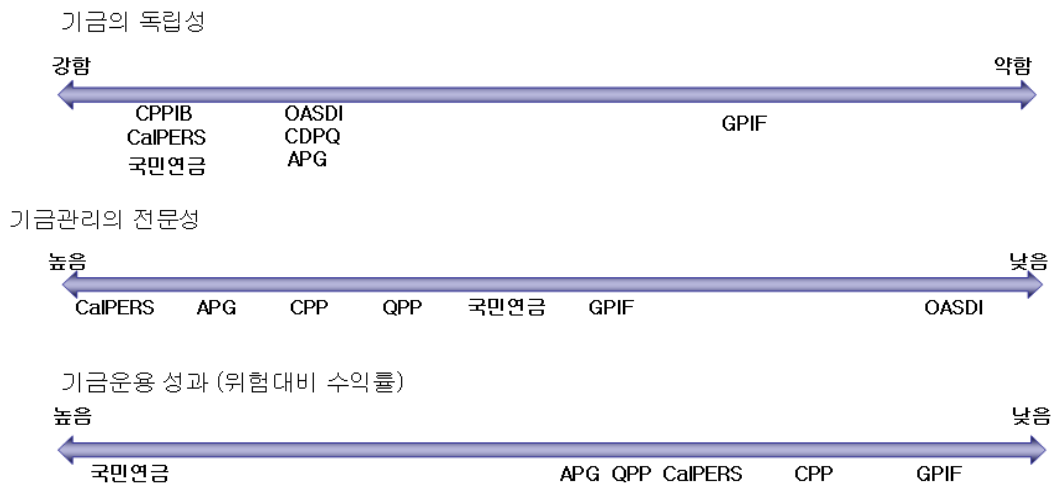 기금의 독립성
강함 약함
CPPIB OASDI GPIF
CalPERS CDPQ
국민연금 APG
기금관리의 전문성
높음 낮음
CalPERS APG CPP QPP 국민연금 GPIF OASDI
기금운용 성과 (위험대비 수익률)
높음 낮음
국민연금 APG QPP CalPERS CPP GPIF